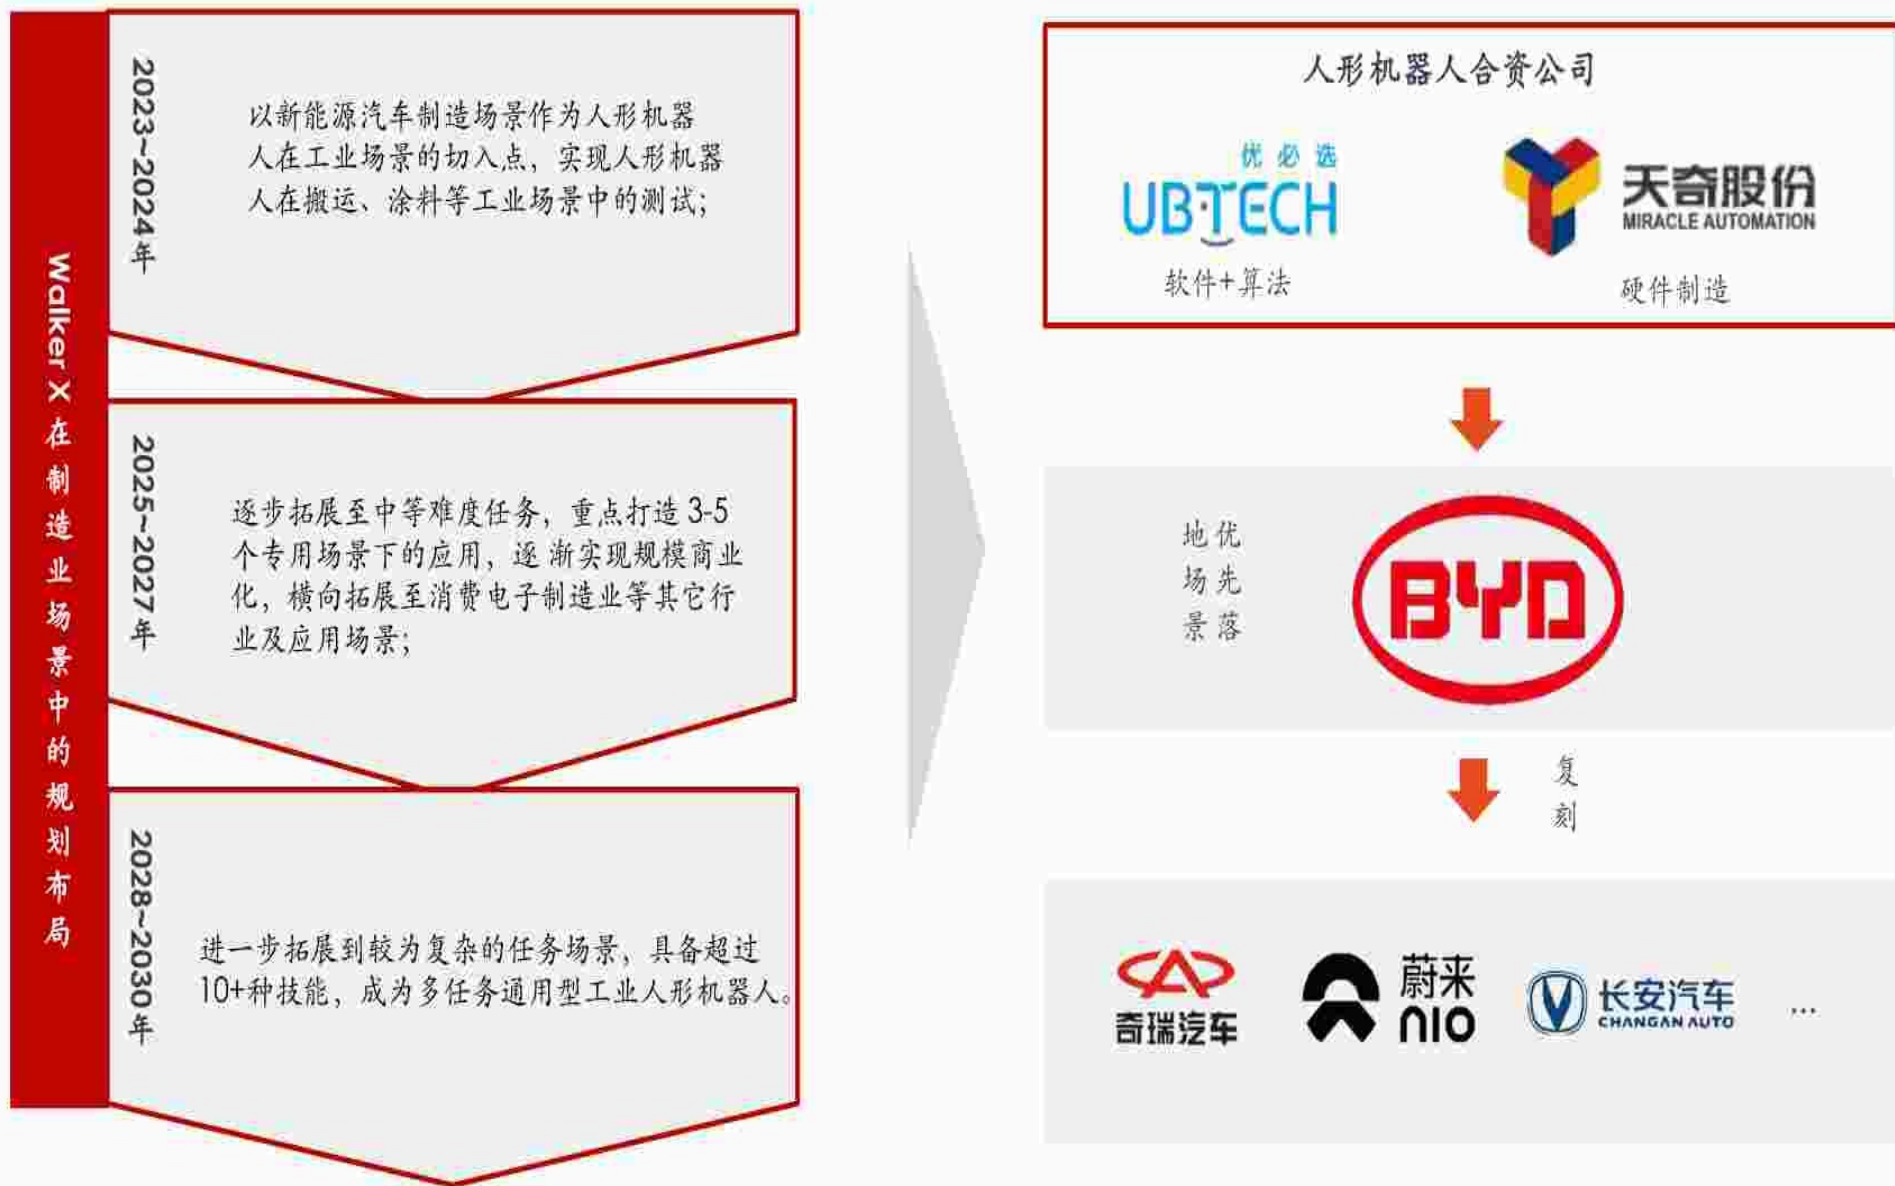 Walker X 在制造业场景中的规划布局
2023~2024年
以新能源汽车制造场景作为人形机器
人在工业场景的切入点，实现人形机器
人在搬运、涂料等工业场景中的测试；
2025~2027年
逐步拓展至中等难度任务，重点打造 3-5
个专用场景下的应用，逐 渐实现规模商业
化，横向拓展至消费电子制造业等其它行
业及应用场景；
2028~2030年
进一步拓展到较为复杂的任务场景，具备超过
10+种技能，成为多任务通用型工业人形机器人。
人形机器人合资公司
优必选
UBTECH
软件+算法
天奇股份
MIRACLE AUTOMATION
硬件制造
优先落
地场景
BYD
复刻
奇瑞汽车
蔚来
NIO
长安汽车
CHANGAN AUTO
...